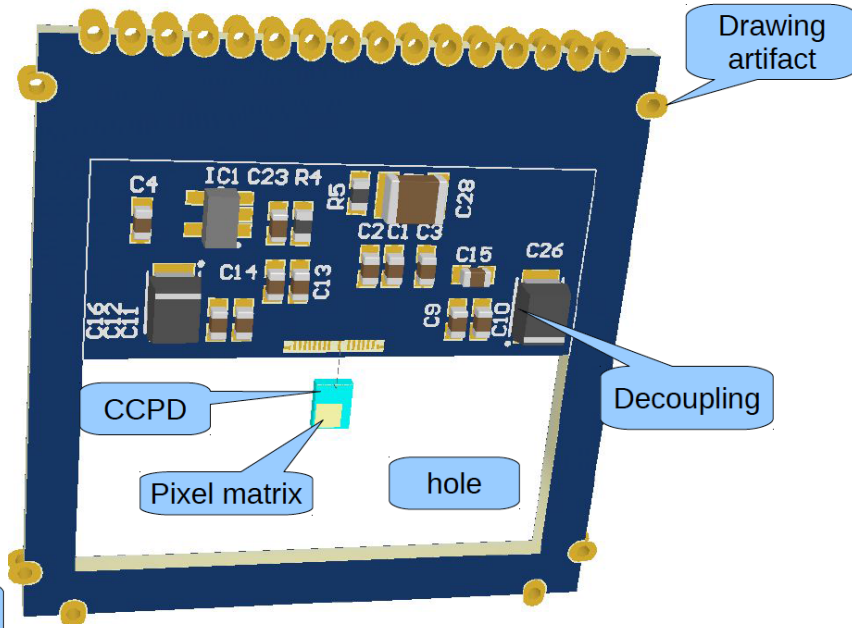 Drawing
artifact
C4
IC1 C23 R4
R5
C28
C2 C1 C3
C15
C26
C14
C13
C16
C12
C11
C9
C10
CCPD
Decoupling
Pixel matrix
hole